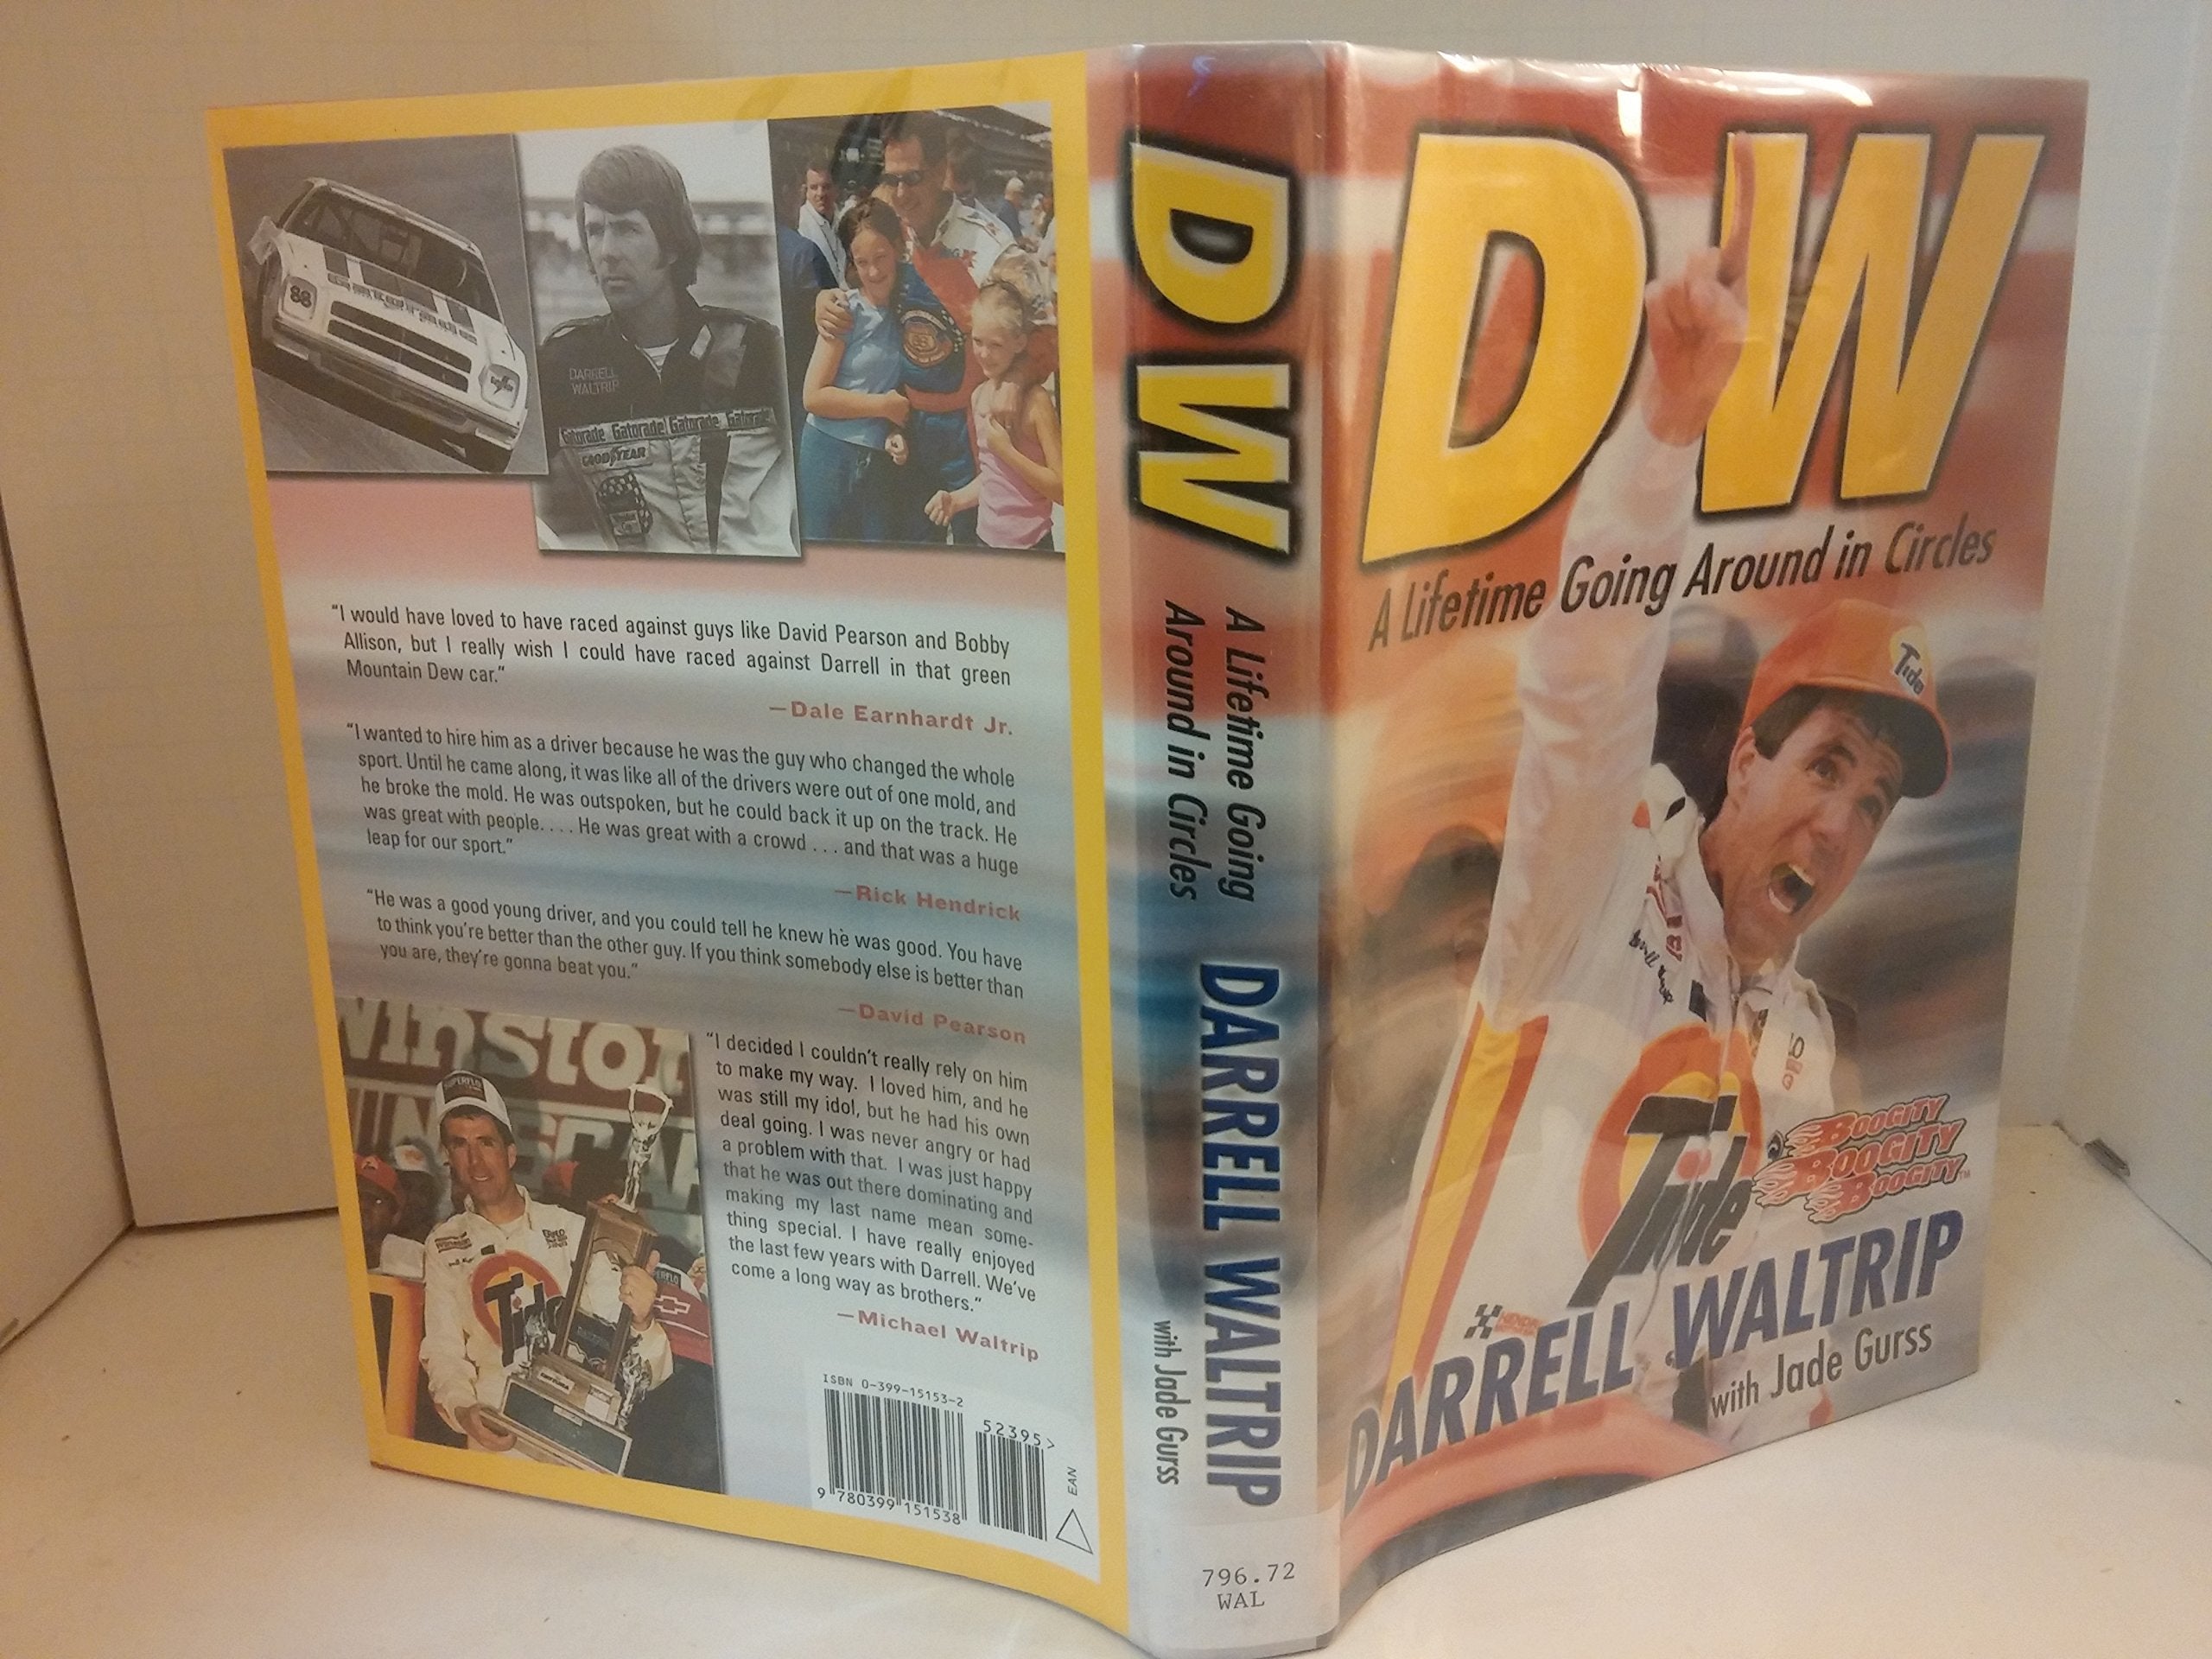 88
DARRELL
WALTRIP
Gatorade Gatorade Gatorade
GOODYEAR
"I would have loved to have raced against guys like David Pearson and Bobby
Allison, but I really wish I could have raced against Darrell in that green
Mountain Dew car."
—Dale Earnhardt Jr.
"I wanted to hire him as a driver because he was the guy who changed the whole
sport. Until he came along, it was like all of the drivers were out of one mold, and
he broke the mold. He was outspoken, but he could back it up on the track. He
was great with people. . . . He was great with a crowd . . . and that was a huge
leap for our sport."
—Rick Hendrick
"He was a good young driver, and you could tell he knew he was good. You have
to think you're better than the other guy. If you think somebody else is better than
you are, they're gonna beat you."
—David Pearson
"I decided I couldn't really rely on him
to make my way. I loved him, and he
was still my idol, but he had his own
deal going. I was never angry or had
a problem with that. I was just happy
that he was out there dominating and
making my last name mean some-
thing special. I have really enjoyed
the last few years with Darrell. We've
come a long way as brothers."
—Michael Waltrip
Winston
Tide
ISBN 0-399-15153-2
52395>
9 780399 151538
EAN
DW
A Lifetime Going
Around in Circles
DARRELL WALTRIP
with Jade Gurss
796.72
WAL
DW
A Lifetime Going Around in Circles
Tide
Tide
BOOGITY
BOOGITY
BOOGITY™
DARRELL WALTRIP
with Jade Gurss